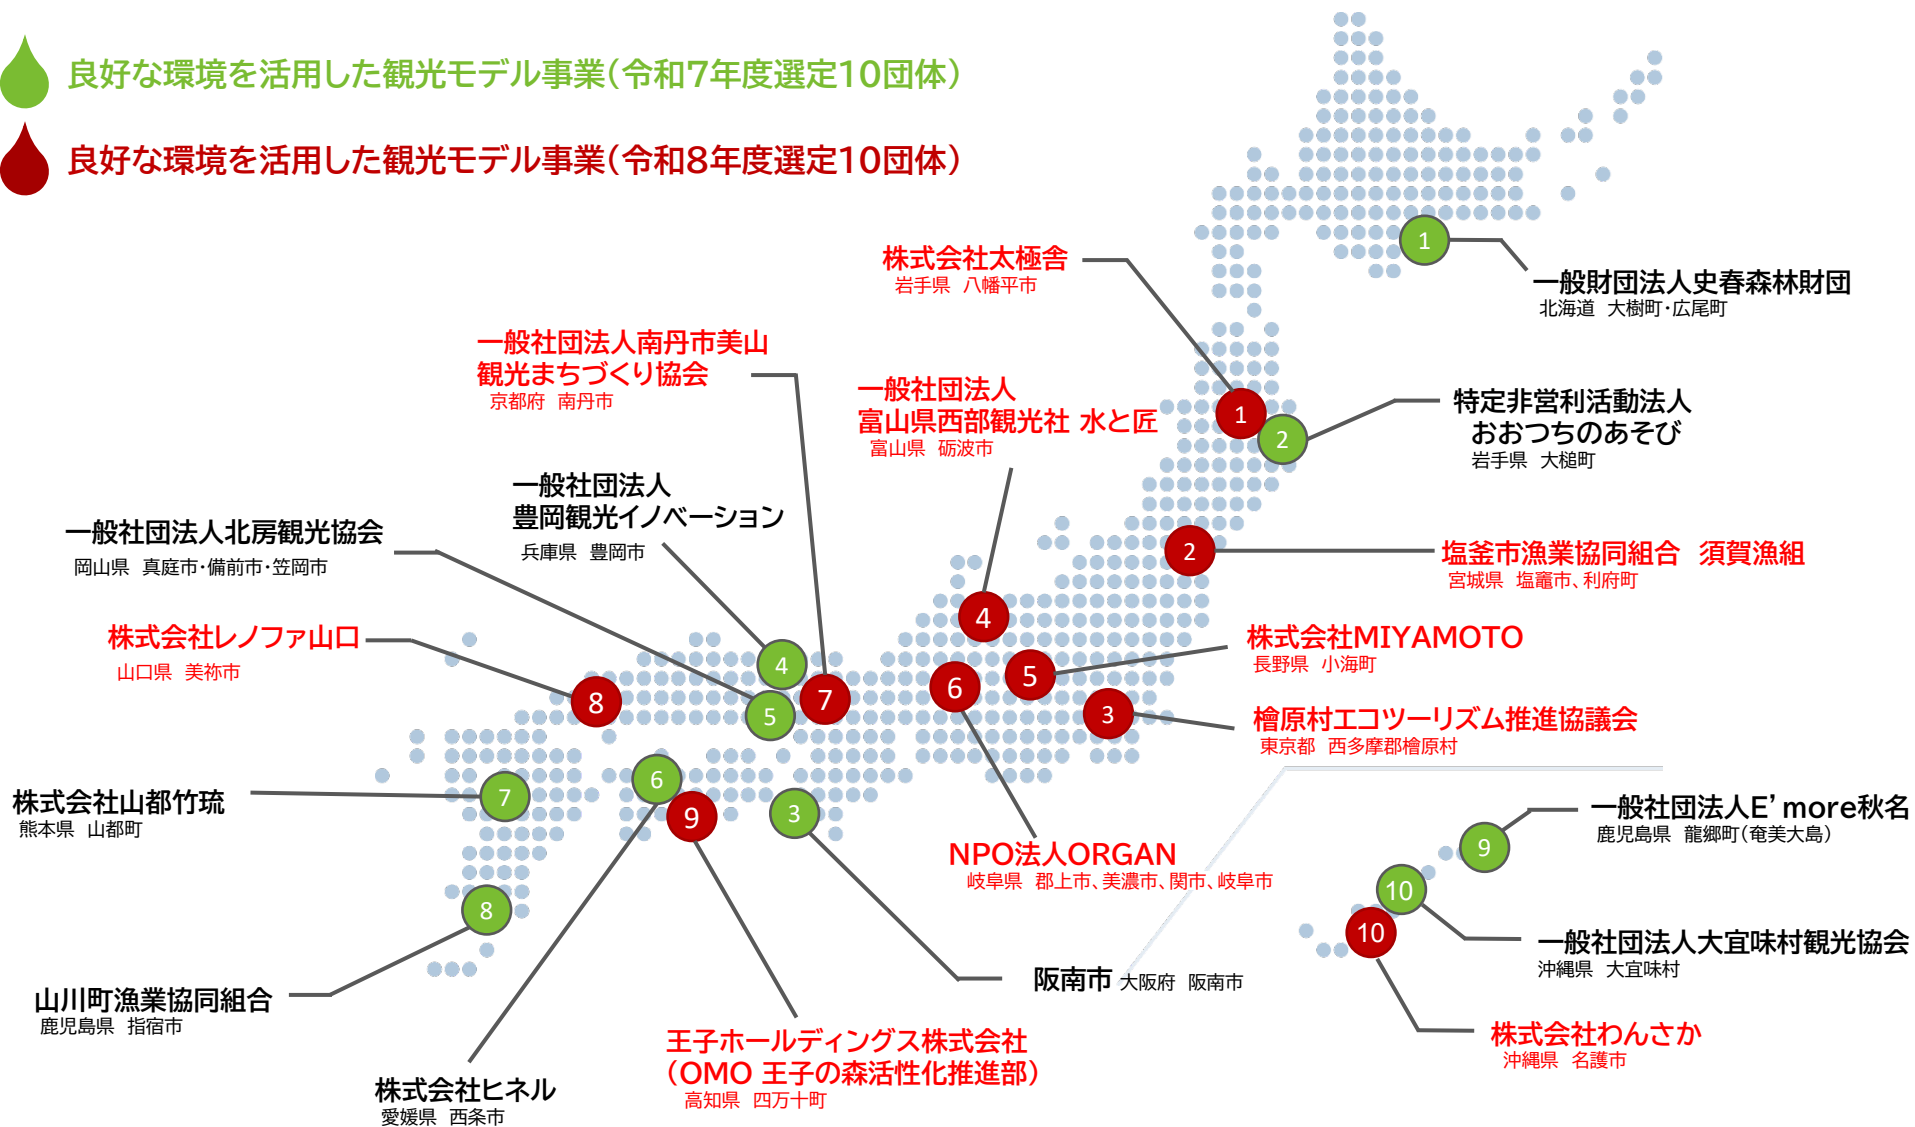 良好な環境を活用した観光モデル事業(令和7年度選定10団体)
良好な環境を活用した観光モデル事業(令和8年度選定10団体)
1
一般財団法人史春森林財団
北海道 大樹町・広尾町
株式会社太極舎
岩手県 八幡平市
1
2
特定非営利活動法人
おおつちのあそび
岩手県 大槌町
一般社団法人南丹市美山
観光まちづくり協会
京都府 南丹市
一般社団法人
富山県西部観光社 水と匠
富山県 砺波市
一般社団法人
豊岡観光イノベーション
兵庫県 豊岡市
一般社団法人北房観光協会
岡山県 真庭市・備前市・笠岡市
2
塩釜市漁業協同組合 須賀漁組
宮城県 塩竈市、利府町
4
株式会社レノファ山口
山口県 美祢市
株式会社MIYAMOTO
長野県 小海町
4
5
6
7
8
5
3
檜原村エコツーリズム推進協議会
東京都 西多摩郡檜原村
株式会社山都竹琉
熊本県 山都町
7
6
9
3
NPO法人ORGAN
岐阜県 郡上市、美濃市、関市、岐阜市
一般社団法人E’more秋名
鹿児島県 龍郷町(奄美大島)
9
10
10
8
一般社団法人大宜味村観光協会
沖縄県 大宜味村
阪南市 大阪府 阪南市
山川町漁業協同組合
鹿児島県 指宿市
株式会社わんさか
沖縄県 名護市
王子ホールディングス株式会社
(OMO 王子の森活性化推進部)
高知県 四万十町
株式会社ヒネル
愛媛県 西条市